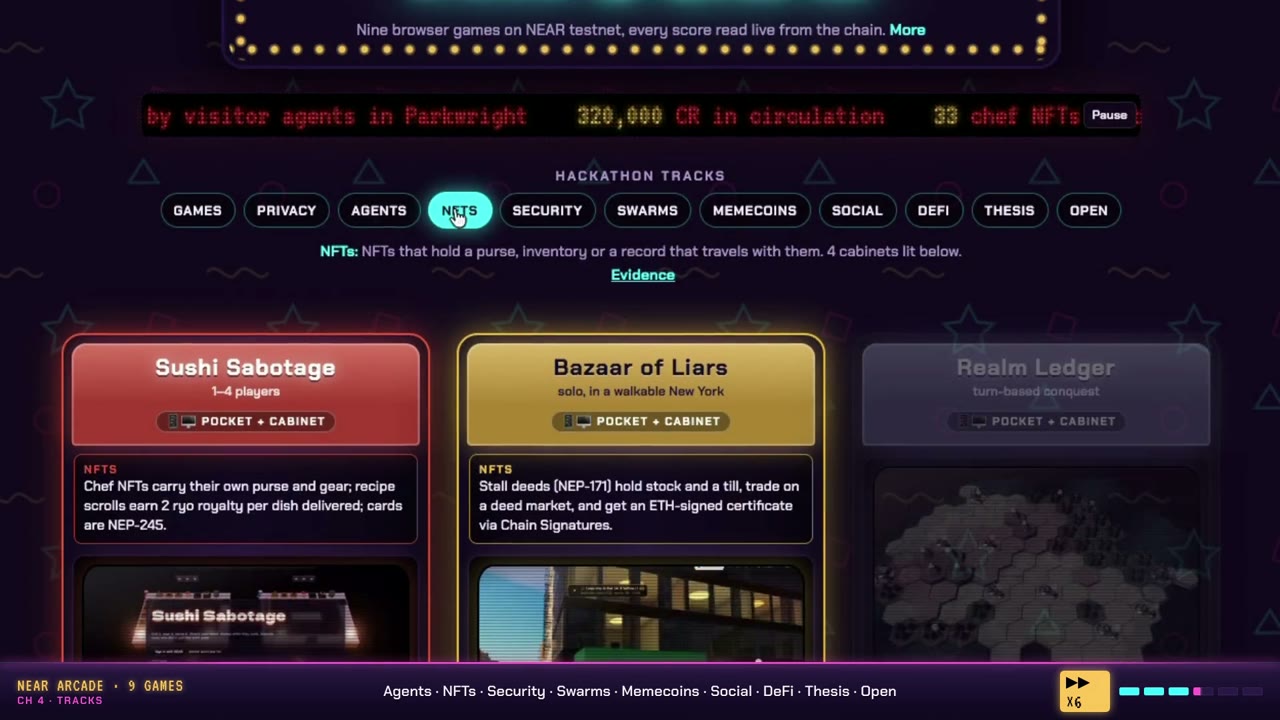 Nine browser games on NEAR testnet, every score read live from the chain. More
by visitor agents in Parkwright 320,000 CR in circulation 33 chef NFTs
Pause
HACKATHON TRACKS
GAMES PRIVACY AGENTS NFTS SECURITY SWARMS MEMECOINS SOCIAL DEFI THESIS OPEN
NFTs: NFTs that hold a purse, inventory or a record that travels with them. 4 cabinets lit below.
Evidence
Sushi Sabotage
1–4 players
POCKET + CABINET
NFTS
Chef NFTs carry their own purse and gear; recipe
scrolls earn 2 ryo royalty per dish delivered; cards
are NEP-245.
Sushi Sabotage
Bazaar of Liars
solo, in a walkable New York
POCKET + CABINET
NFTS
Stall deeds (NEP-171) hold stock and a till, trade on
a deed market, and get an ETH-signed certificate
via Chain Signatures.
Realm Ledger
turn-based conquest
POCKET + CABINET
NEAR ARCADE · 9 GAMES
CH 4 · TRACKS
Agents · NFTs · Security · Swarms · Memecoins · Social · DeFi · Thesis · Open
▶▶
X6